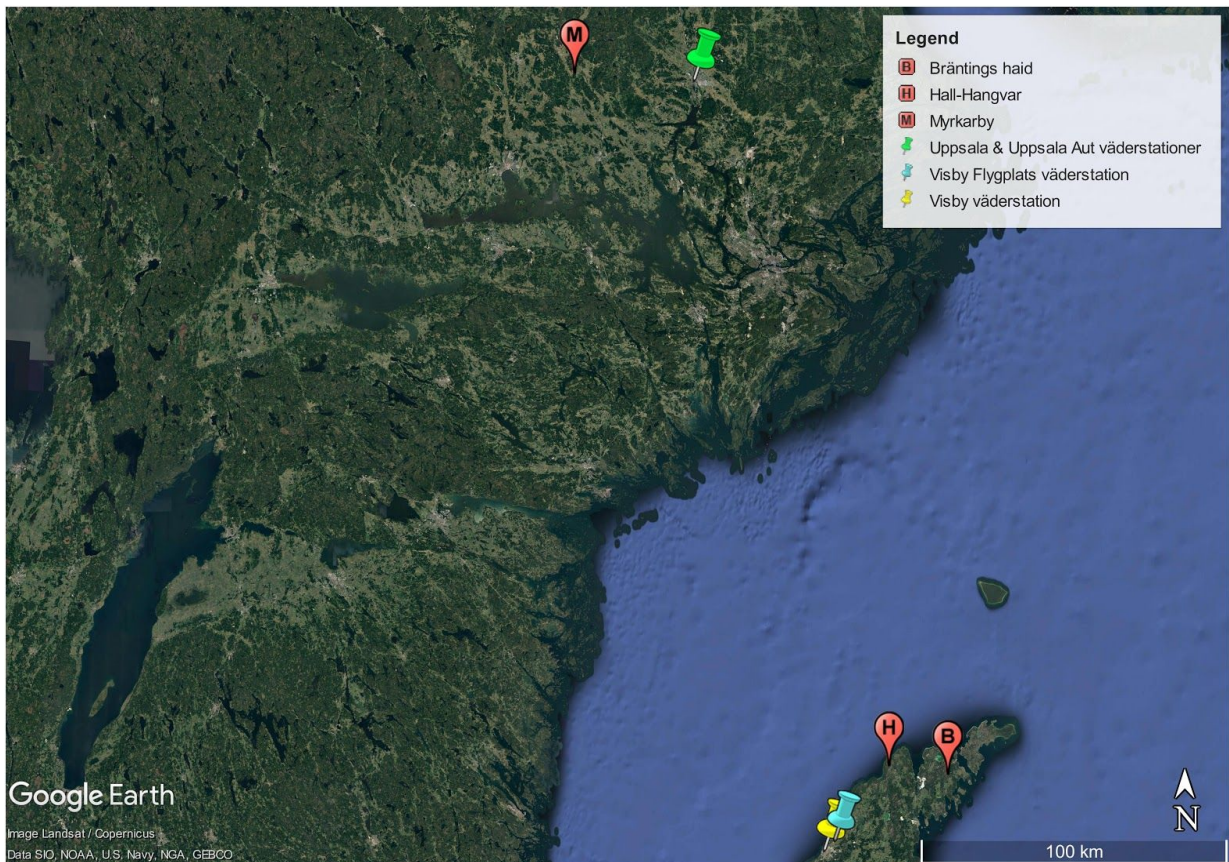 M
Legend
B Bräntings haid
H Hall-Hangvar
M Myrkarby
Uppsala & Uppsala Aut väderstationer
Visby Flygplats väderstation
Visby väderstation
H
B
Google Earth
Image Landsat / Copernicus
Data SIO, NOAA, U.S. Navy, NGA, GEBCO
N
100 km